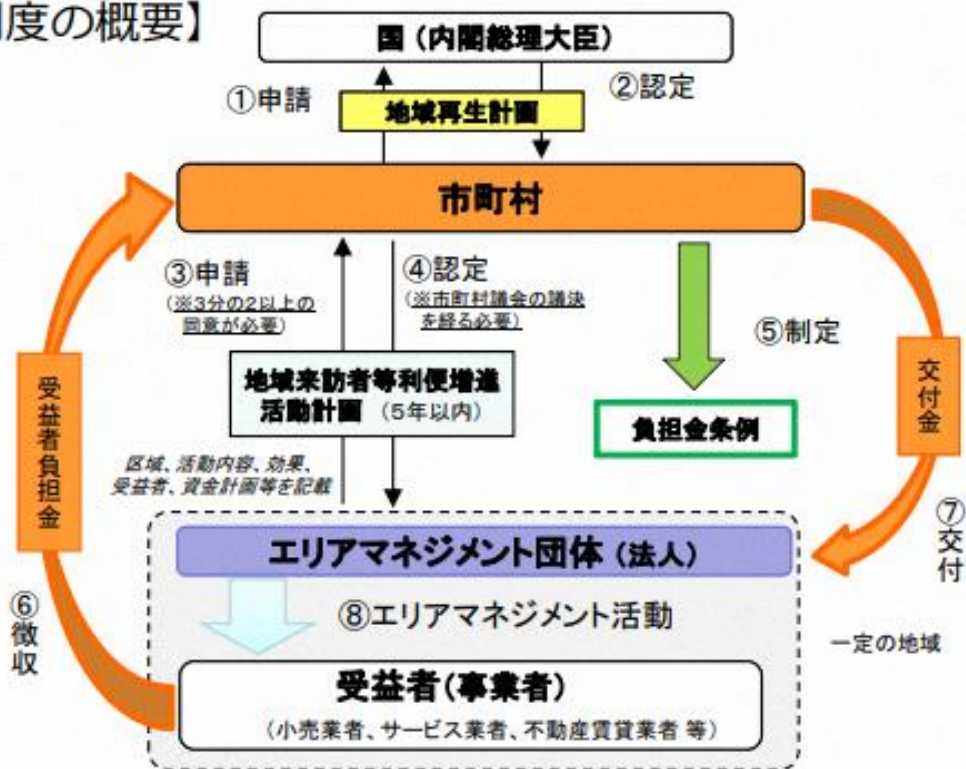 度の概要】
国（内閣総理大臣）
①申請
②認定
地域再生計画
市町村
③申請
（※3分の2以上の
同意が必要）
④認定
（※市町村議会の議決
を経る必要）
⑤制定
地域来訪者等利便増進
活動計画 （5年以内）
負担金条例
受益者負担金
交付金
区域、活動内容、効果、
受益者、資金計画等を記載
エリアマネジメント団体（法人）
⑦交付
⑥徴収
⑧エリアマネジメント活動
一定の地域
受益者（事業者）
（小売業者、サービス業者、不動産賃貸業者 等）